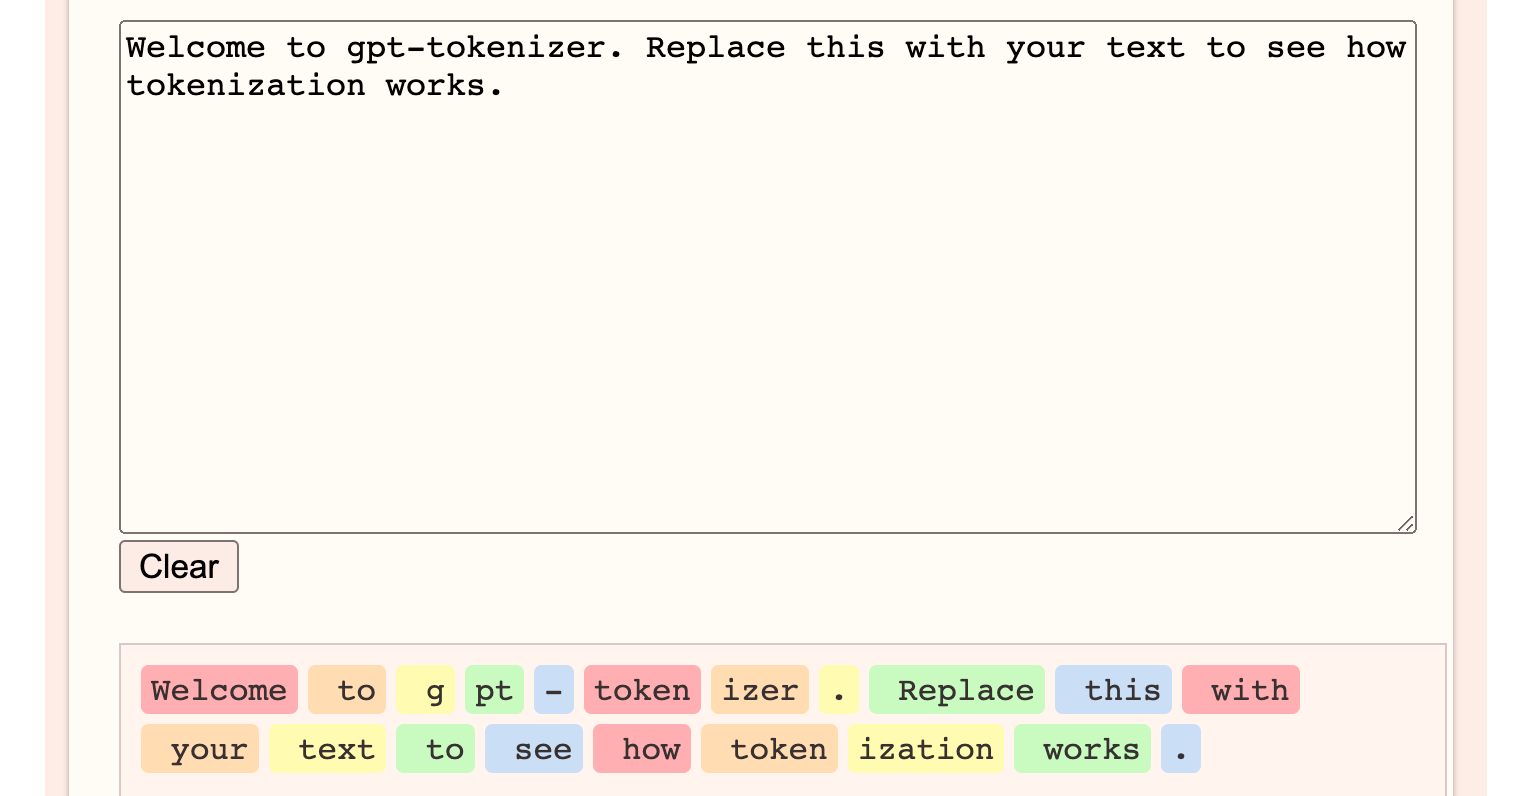 Welcome to gpt-tokenizer. Replace this with your text to see how
tokenization works.
Clear
Welcome to g pt - token izer . Replace this with
your text to see how token ization works .